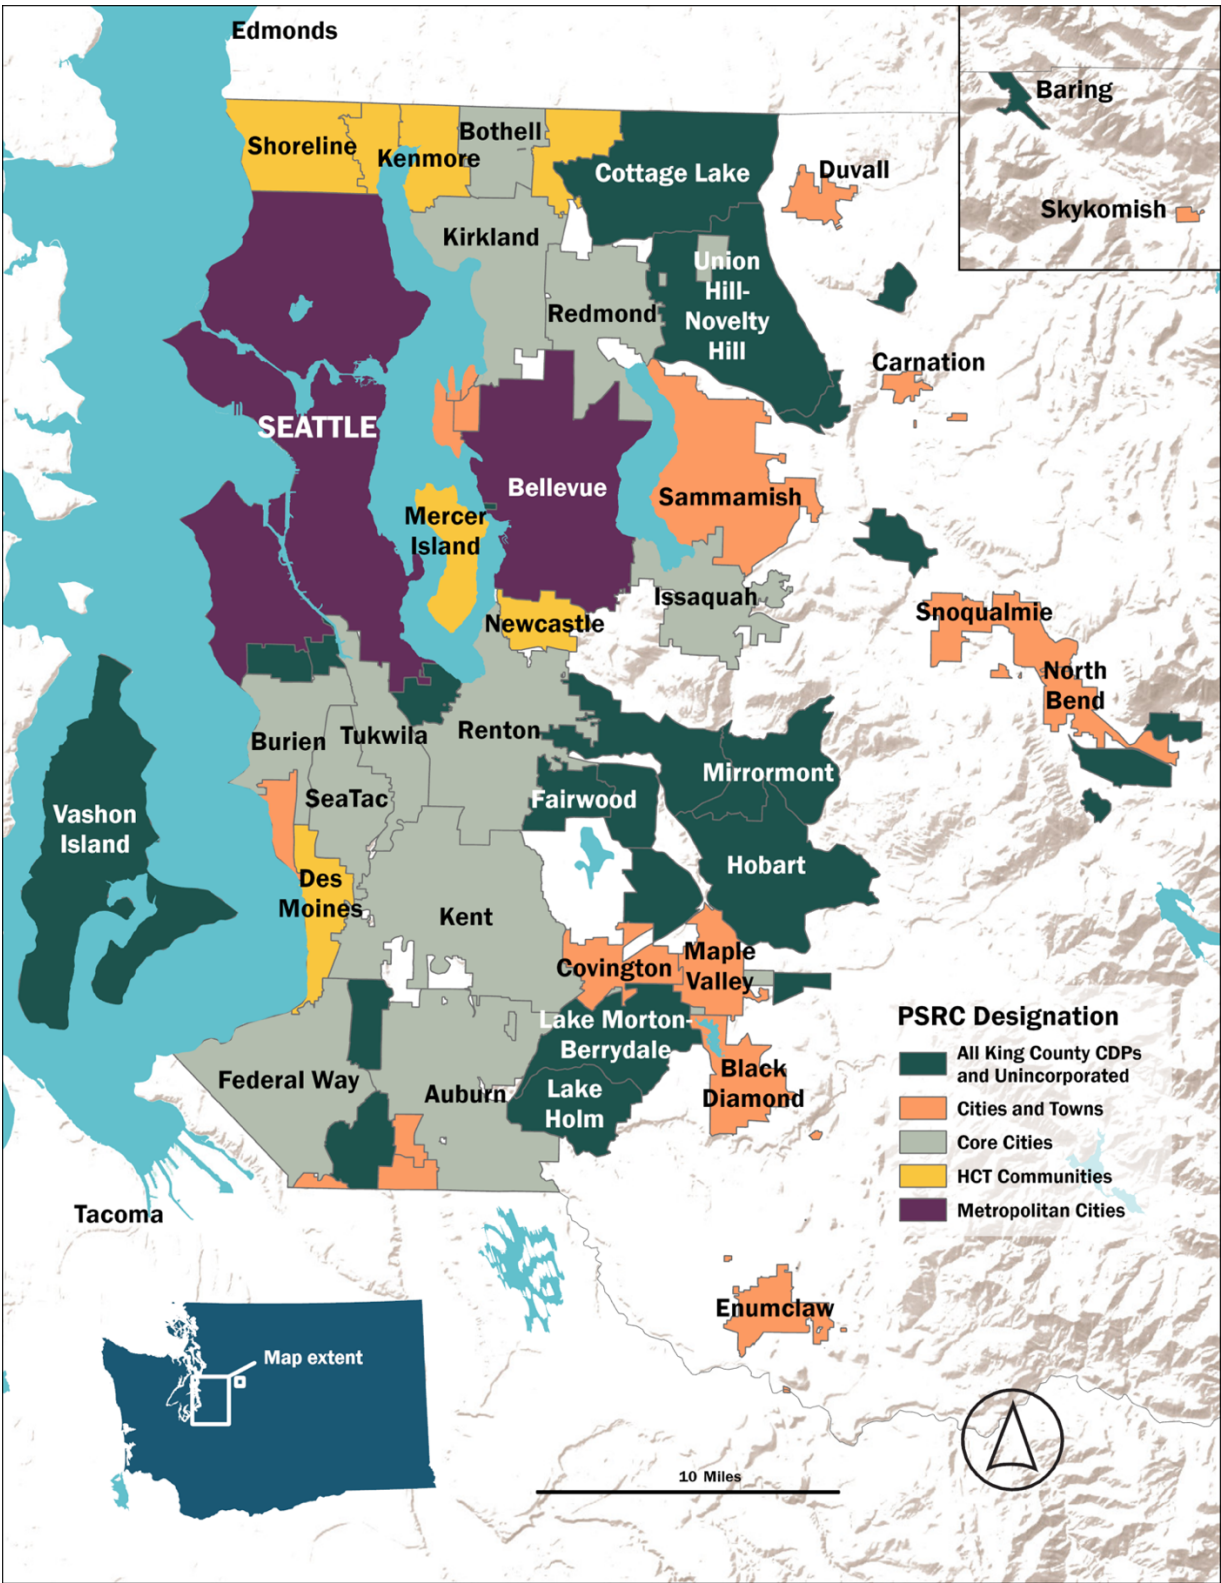 Edmonds
Baring
Skykomish
Shoreline
Kenmore
Bothell
Cottage Lake
Duvall
Kirkland
Union
Hill-
Novelty
Hill
Redmond
Carnation
SEATTLE
Bellevue
Sammamish
Mercer
Island
Newcastle
Issaquah
Snoqualmie
North
Bend
Burien
Tukwila
Renton
Mirrormont
SeaTac
Fairwood
Vashon
Island
Hobart
Des
Moines
Kent
Covington
Maple
Valley
Lake Morton-
Berrydale
Federal Way
Auburn
Lake
Holm
Black
Diamond
PSRC Designation
All King County CDPs
and Unincorporated
Cities and Towns
Core Cities
HCT Communities
Metropolitan Cities
Tacoma
Enumclaw
Map extent
10 Miles